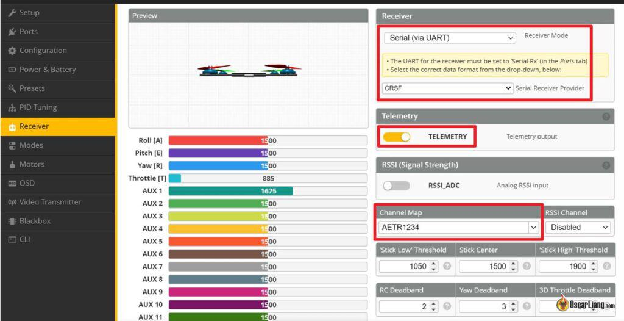 Setup
Ports
Configuration
Power & Battery
Presets
PID Tuning
Receiver
Modes
Motors
OSD
Video Transmitter
Blackbox
CLI
Preview
Roll [A] 1500
Pitch [E] 1500
Yaw [R] 1500
Throttle [T] 885
AUX 1 1675
AUX 2 1500
AUX 3 1500
AUX 4 1500
AUX 5 1500
AUX 6 1500
AUX 7 1500
AUX 8 1500
AUX 9 1500
AUX 10 1500
AUX 11 1500
Receiver
Serial (via UART) Receiver Mode
• The UART for the receiver must be set to 'Serial Rx' (in the Ports tab)
• Select the correct data format from the drop-down, below:
CRSF Serial Receiver Provider
Telemetry
TELEMETRY Telemetry output
RSSI (Signal Strength)
RSSI_ADC Analog RSSI input
Channel Map RSSI Channel
AETR1234 Disabled
'Stick Low' Threshold 'Stick Center' 'Stick High' Threshold
1050 1500 1900
RC Deadband Yaw Deadband 3D Throttle Deadband
2 3
OscarLiang.com